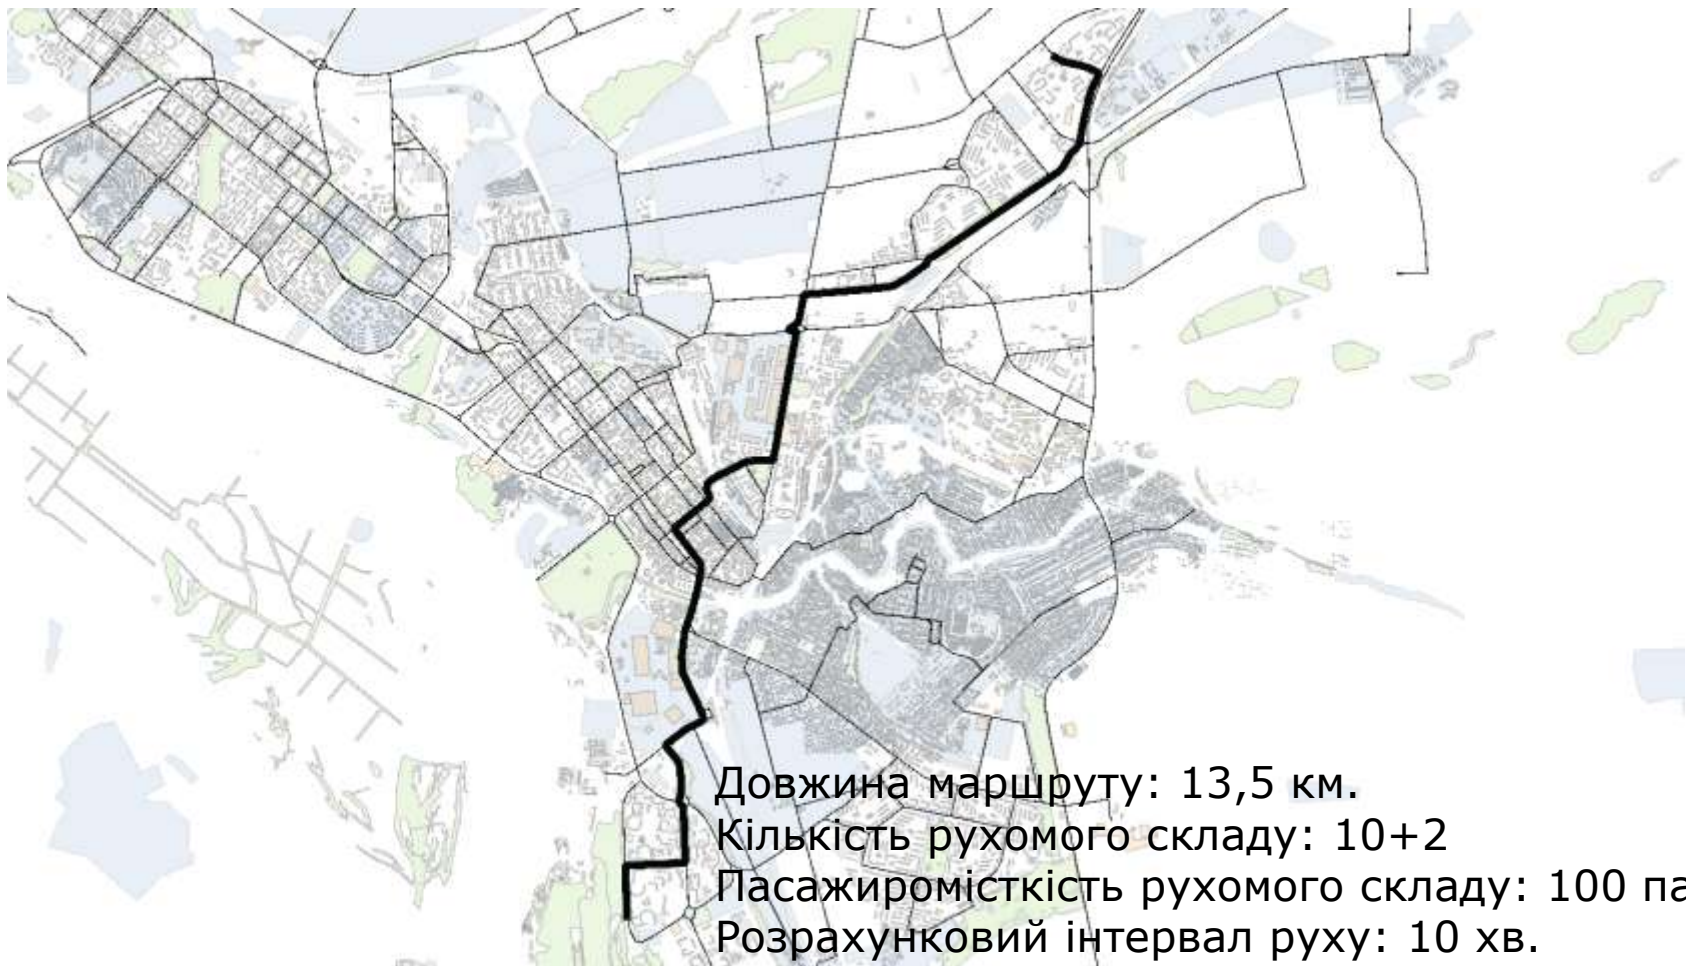 Довжина маршруту: 13,5 км.
Кількість рухомого складу: 10+2
Пасажиромісткість рухомого складу: 100 па
Розрахунковий інтервал руху: 10 хв.